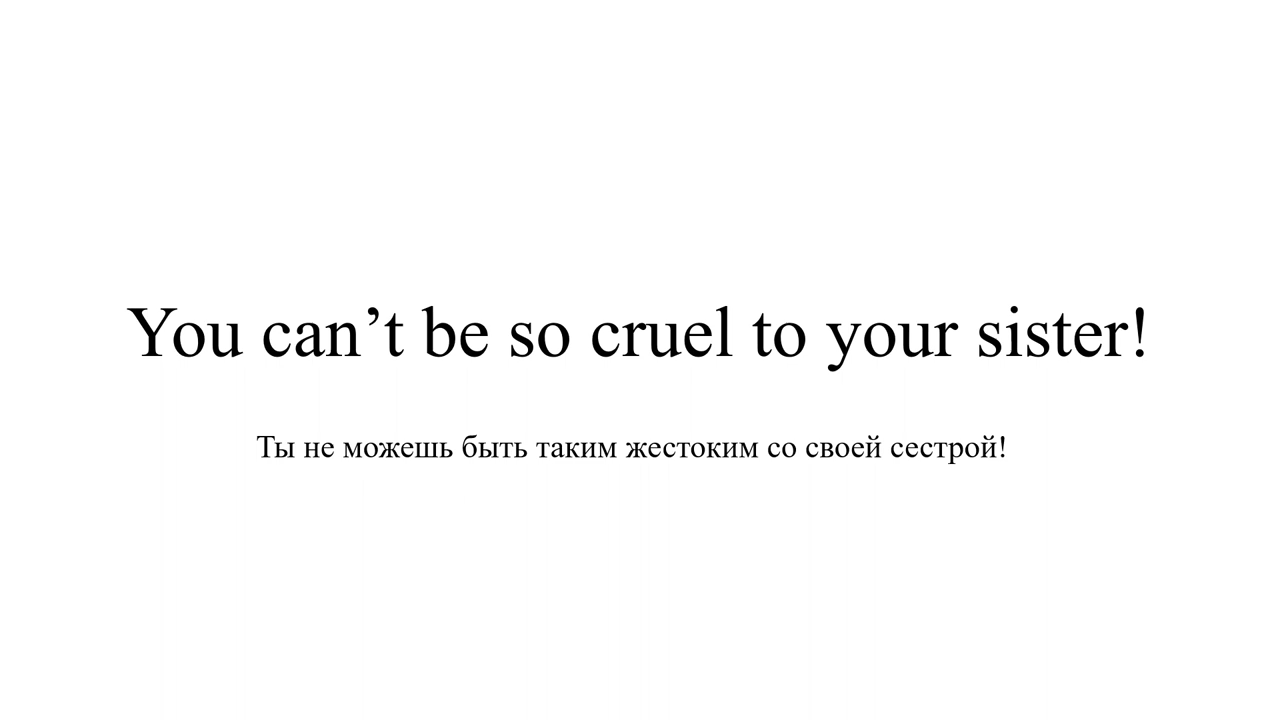 You can’t be so cruel to your sister!
Ты не можешь быть таким жестоким со своей сестрой!